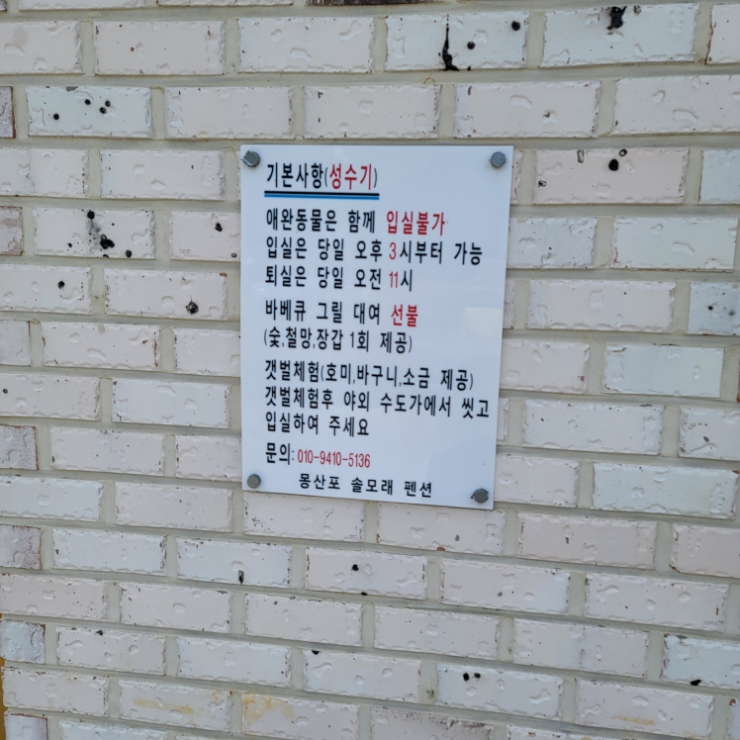 기본사항(성수기)
애완동물은 함께 입실불가
입실은 당일 오후 3시부터 가능
퇴실은 당일 오전 11시
바베큐 그릴 대여 선불
(숯,철망,장갑 1회 제공)
갯벌체험(호미,바구니,소금 제공)
갯벌체험후 야외 수도가에서 씻고
입실하여 주세요
문의: 010-9410-5136
몽산포 솔모래 펜션